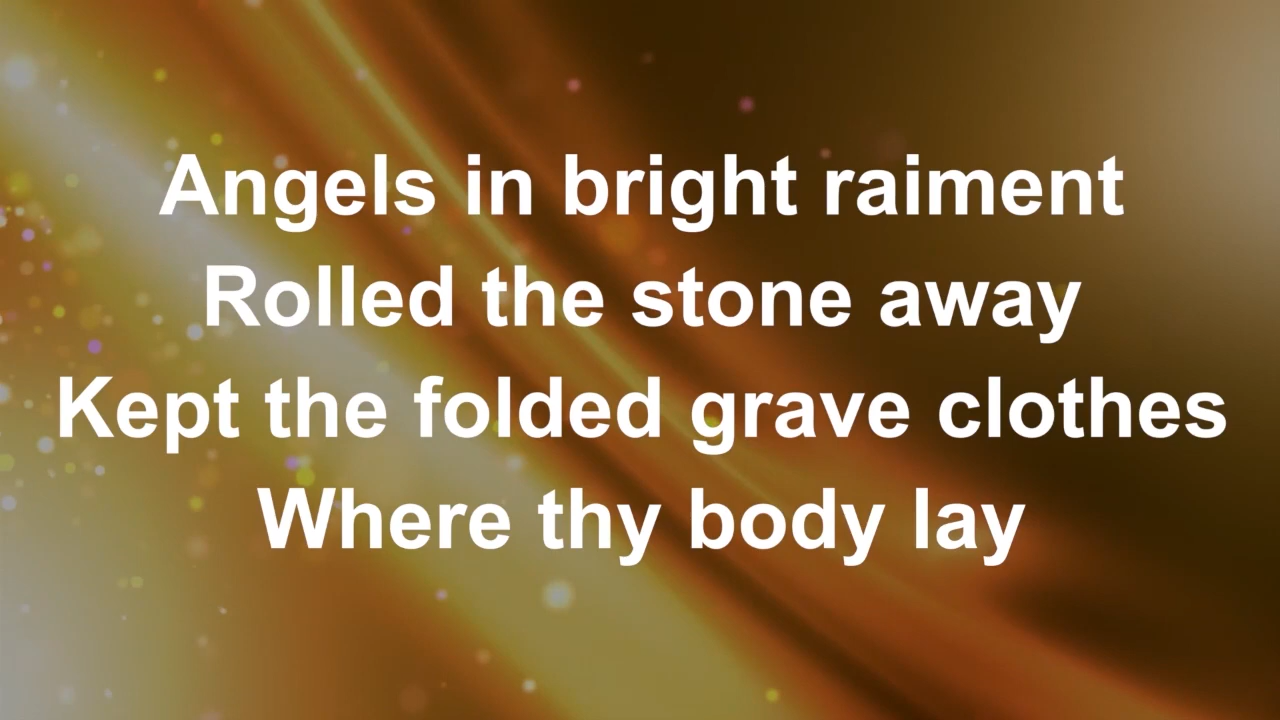 Angels in bright raiment
Rolled the stone away
Kept the folded grave clothes
Where thy body lay